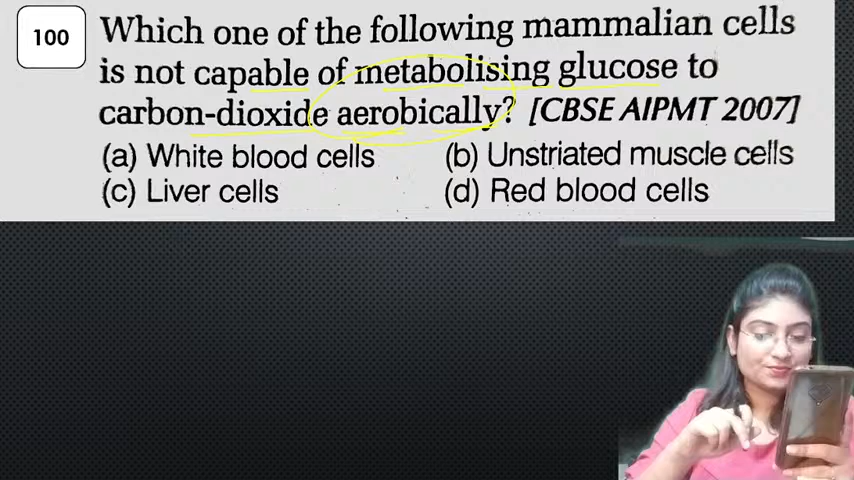 100
Which one of the following mammalian cells
is not capable of metabolising glucose to
carbon-dioxide aerobically? [CBSE AIPMT 2007]
(a) White blood cells (b) Unstriated muscle cells
(c) Liver cells (d) Red blood cells